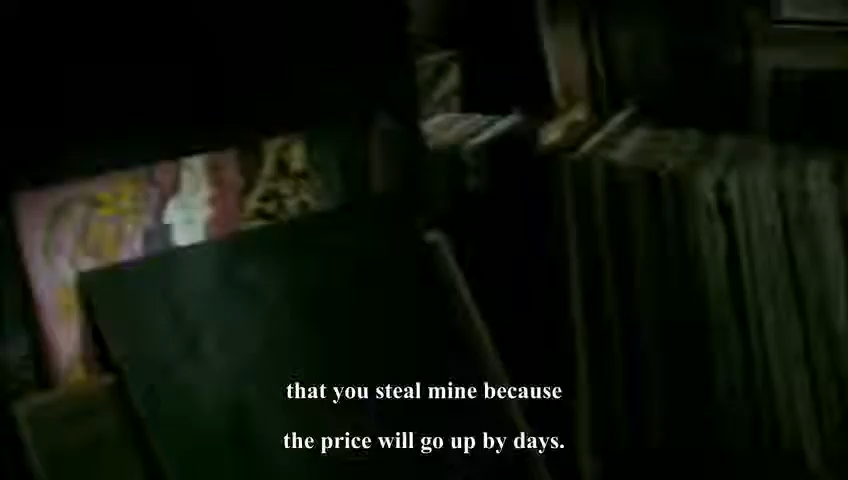 that you steal mine because
the price will go up by days.